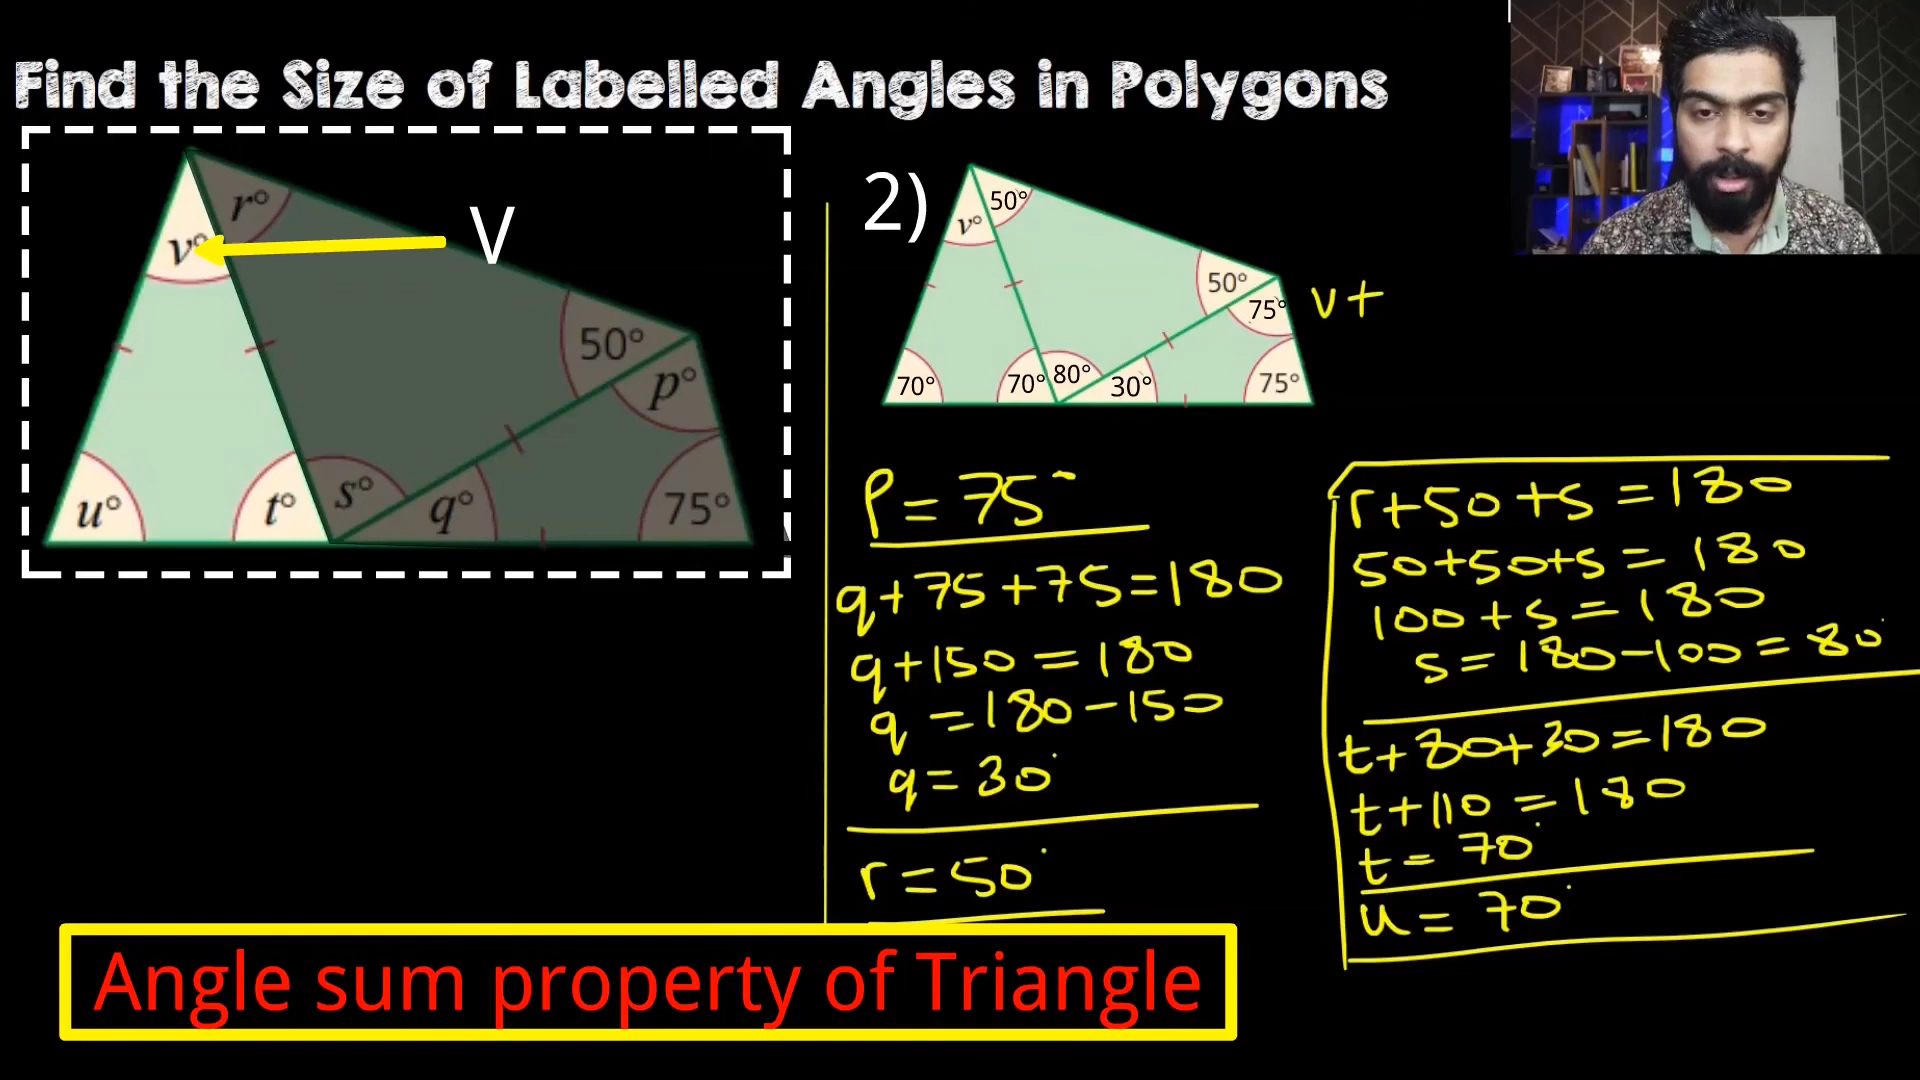 Find the Size of Labelled Angles in Polygons
r°
v°
V
50°
p°
u°
t°
s°
q°
75°
2)
50°
v°
50°
75°
70°
70°
80°
30°
75°
v+
P = 75°
q+75+75=180
q+150 = 180
q = 180-150
q = 30°
r = 50°
r+50+s = 180
50+50+s = 180
100+s = 180
s = 180-100 = 80°
t+80+30=180
t+110 = 180
t = 70°
u = 70°
Angle sum property of Triangle